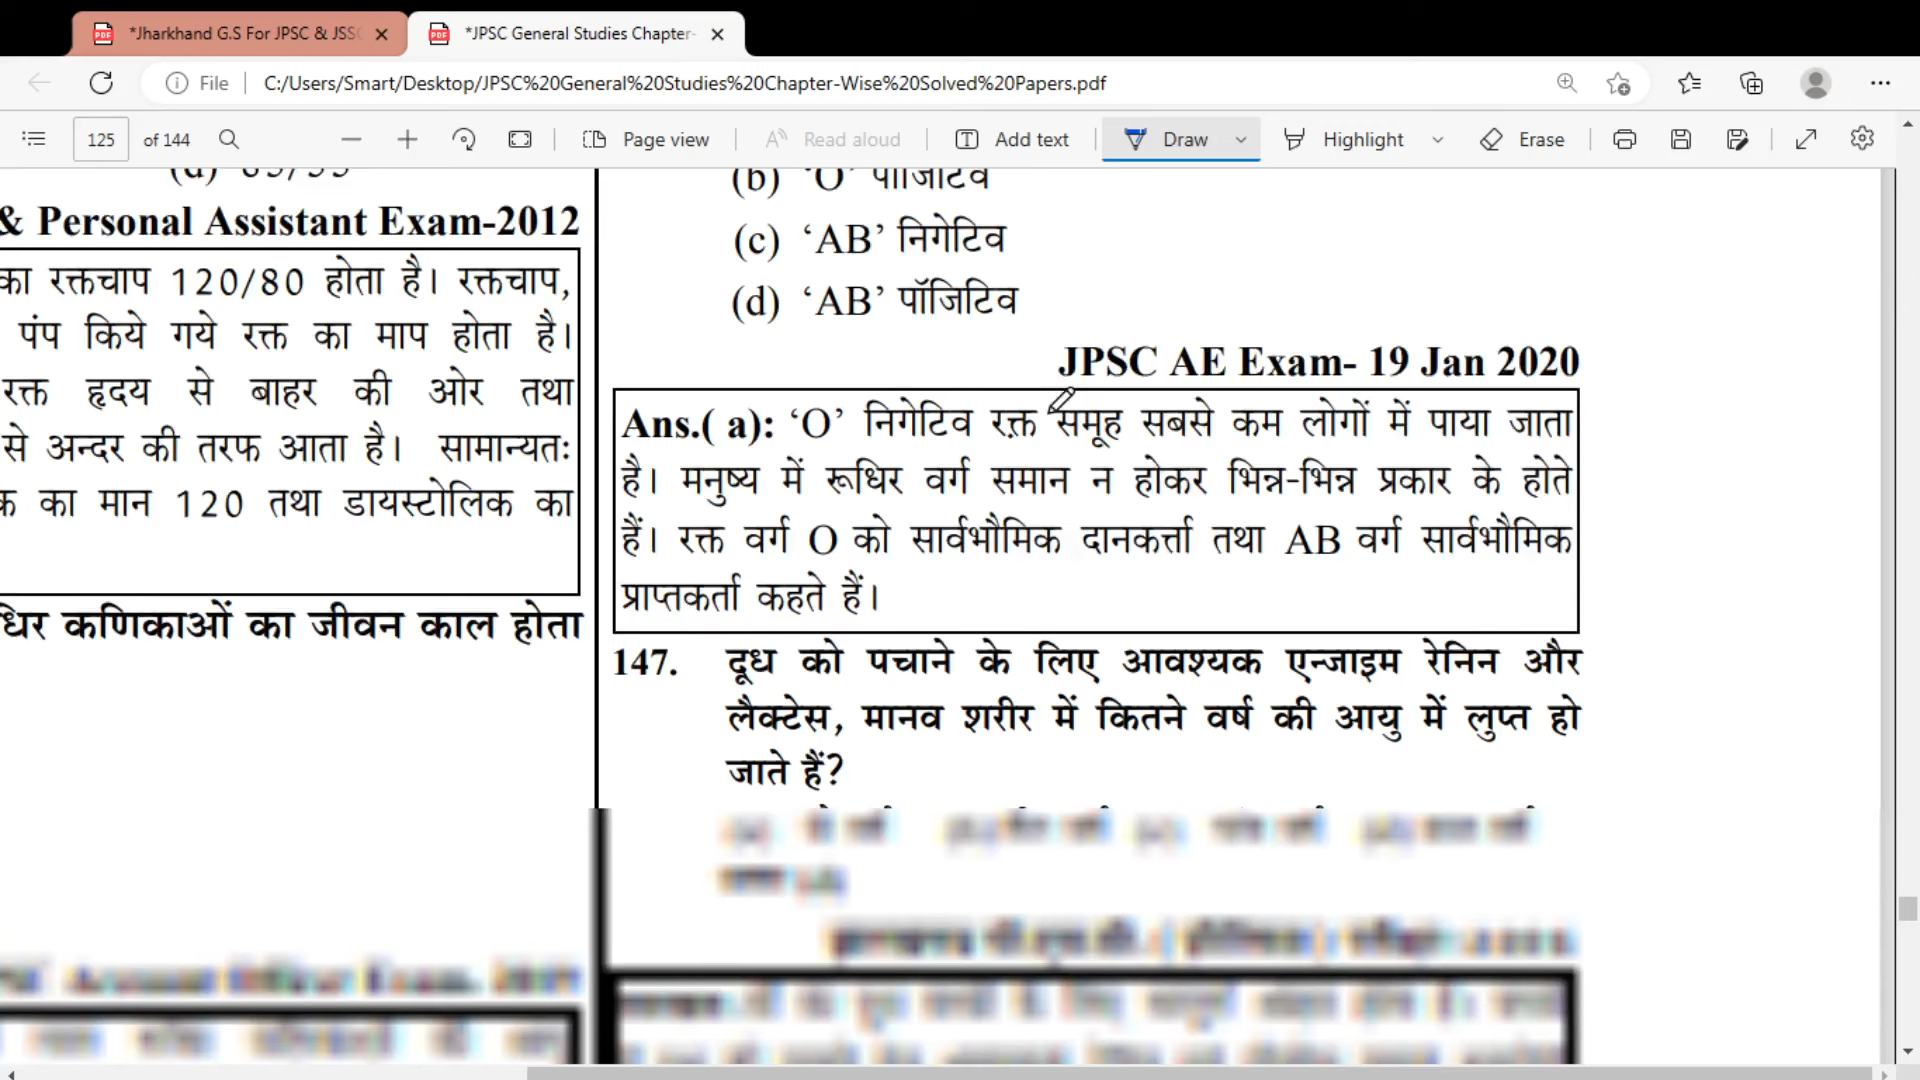 *Jharkhand G.S For JPSC & JSSC
*JPSC General Studies Chapter-
File
C:/Users/Smart/Desktop/JPSC%20General%20Studies%20Chapter-Wise%20Solved%20Papers.pdf
125 of 144
Page view
Read aloud
Add text
Draw
Highlight
Erase
& Personal Assistant Exam-2012
का रक्तचाप 120/80 होता है। रक्तचाप,
पंप किये गये रक्त का माप होता है।
रक्त हृदय से बाहर की ओर तथा
से अन्दर की तरफ आता है। सामान्यतः
क का मान 120 तथा डायस्टोलिक का
धिर कणिकाओं का जीवन काल होता
(b) ‘O’ पॉजिटिव
(c) ‘AB’ निगेटिव
(d) ‘AB’ पॉजिटिव
JPSC AE Exam- 19 Jan 2020
Ans.( a): ‘O’ निगेटिव रक़्त समूह सबसे कम लोगों में पाया जाता
है। मनुष्य में रूधिर वर्ग समान न होकर भिन्न-भिन्न प्रकार के होते
हैं। रक्त वर्ग O को सार्वभौमिक दानकर्त्ता तथा AB वर्ग सार्वभौमिक
प्राप्तकर्ता कहते हैं।
147. दूध को पचाने के लिए आवश्यक एन्जाइम रेनिन और
लैक्टेस, मानव शरीर में कितने वर्ष की आयु में लुप्त हो
जाते हैं?